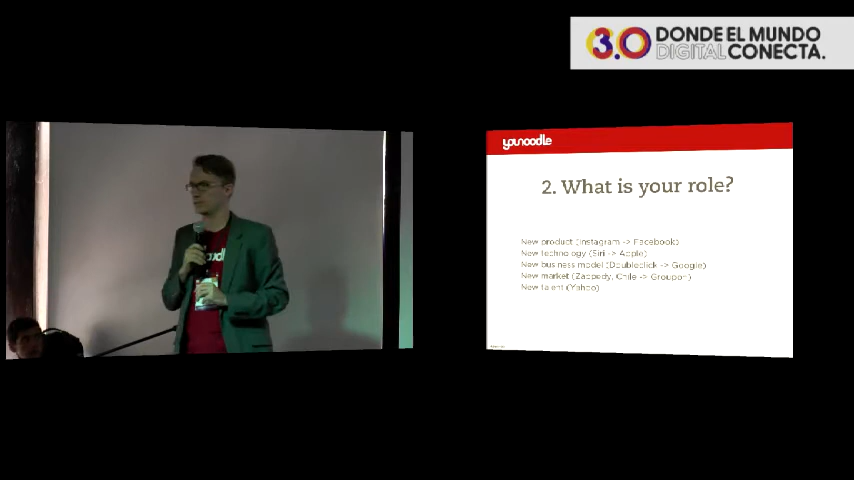 3.0 DONDE EL MUNDO
DIGITAL CONECTA.
younoodle
2. What is your role?
New product (Instagram -> Facebook)
New technology (Siri -> Apple)
New business model (Doubleclick -> Google)
New market (Zappedy, Chile -> Groupon)
New talent (Yahoo)